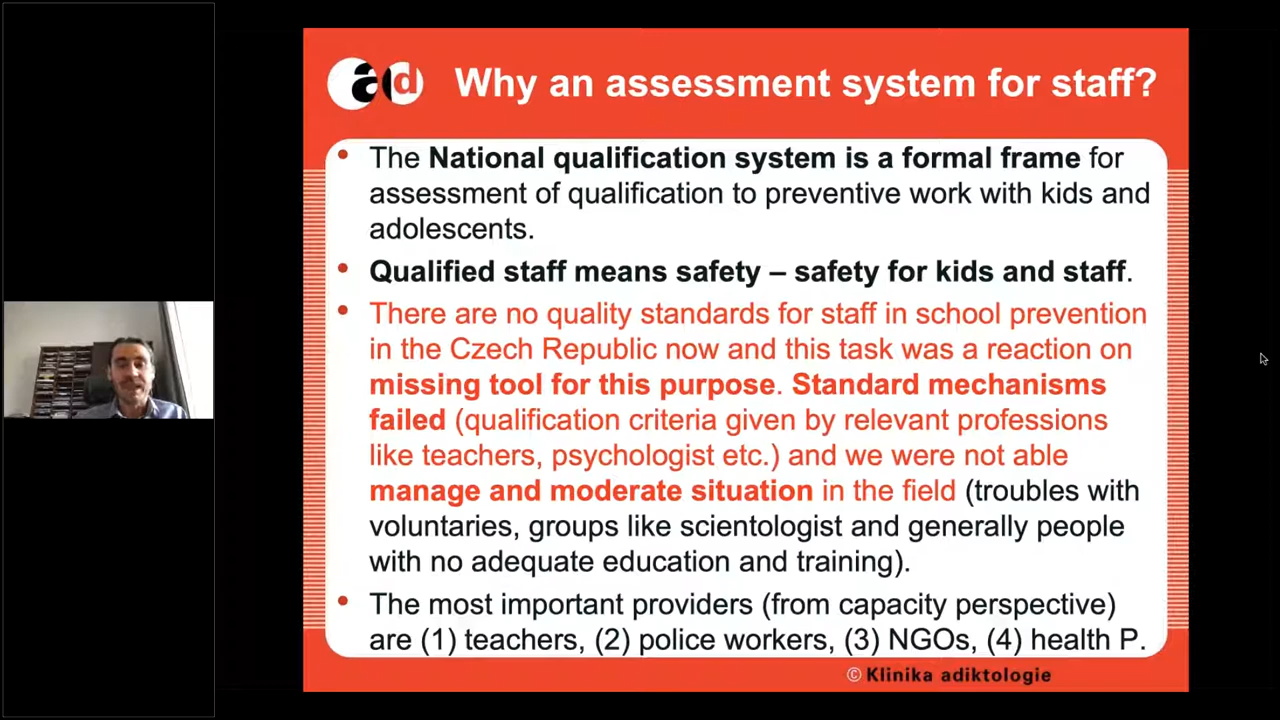 ad
Why an assessment system for staff?
• The National qualification system is a formal frame for
assessment of qualification to preventive work with kids and
adolescents.
• Qualified staff means safety – safety for kids and staff.
• There are no quality standards for staff in school prevention
in the Czech Republic now and this task was a reaction on
missing tool for this purpose. Standard mechanisms
failed (qualification criteria given by relevant professions
like teachers, psychologist etc.) and we were not able
manage and moderate situation in the field (troubles with
voluntaries, groups like scientologist and generally people
with no adequate education and training).
• The most important providers (from capacity perspective)
are (1) teachers, (2) police workers, (3) NGOs, (4) health P.
© Klinika adiktologie